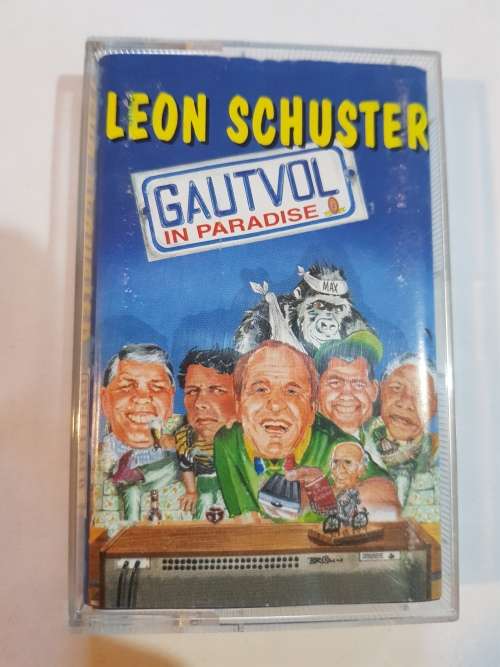 LEON SCHUSTER
GAUTVOL
IN PARADISE
MAX